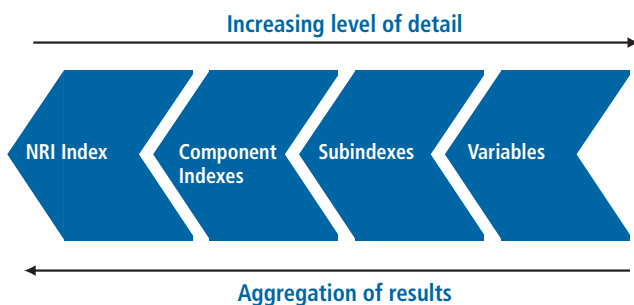 Increasing level of detail
NRI Index
Component
Indexes
Subindexes
Variables
Aggregation of results